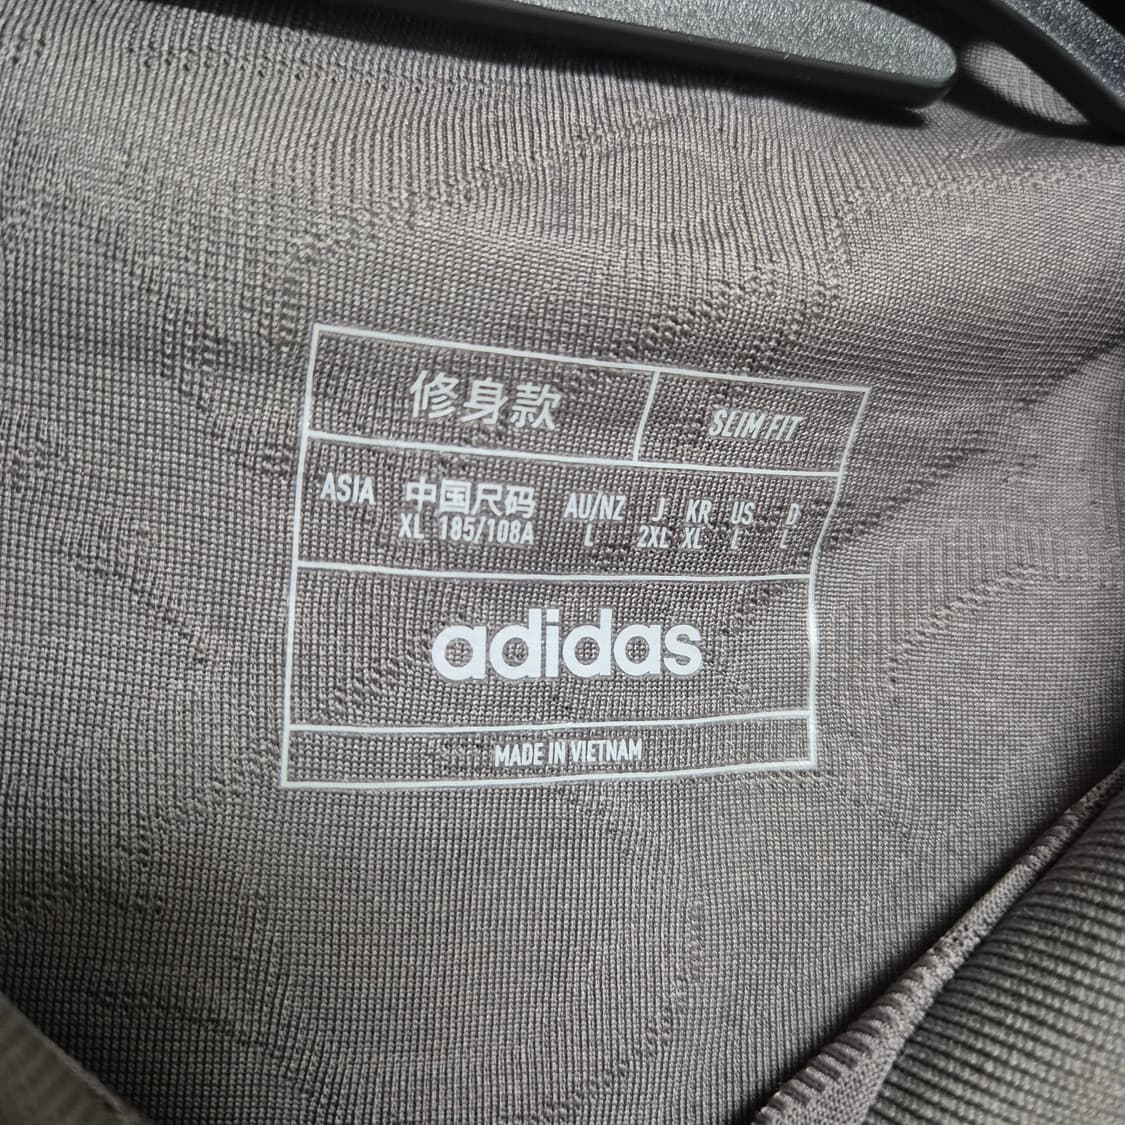 修身款 SLIM FIT
ASIA 中国尺码 AU/NZ J KR US D
XL 185/108A L 2XL XL L L
adidas
MADE IN VIETNAM